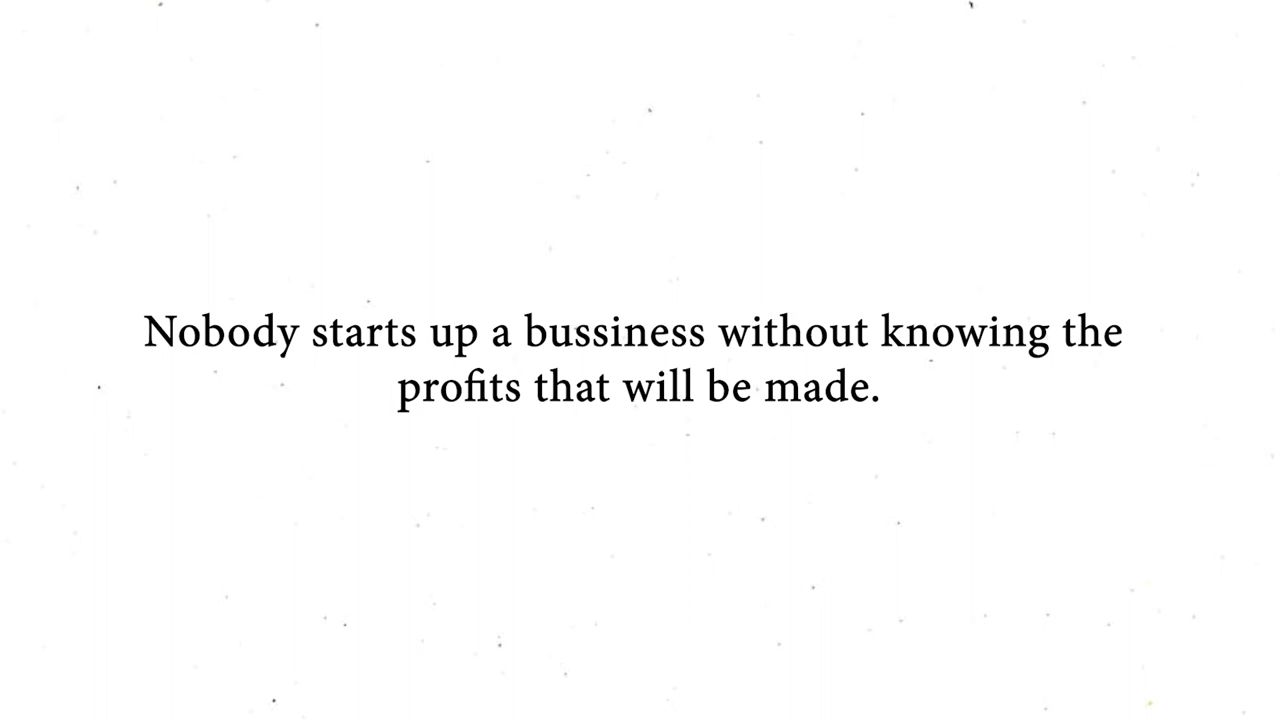 Nobody starts up a bussiness without knowing the
profits that will be made.